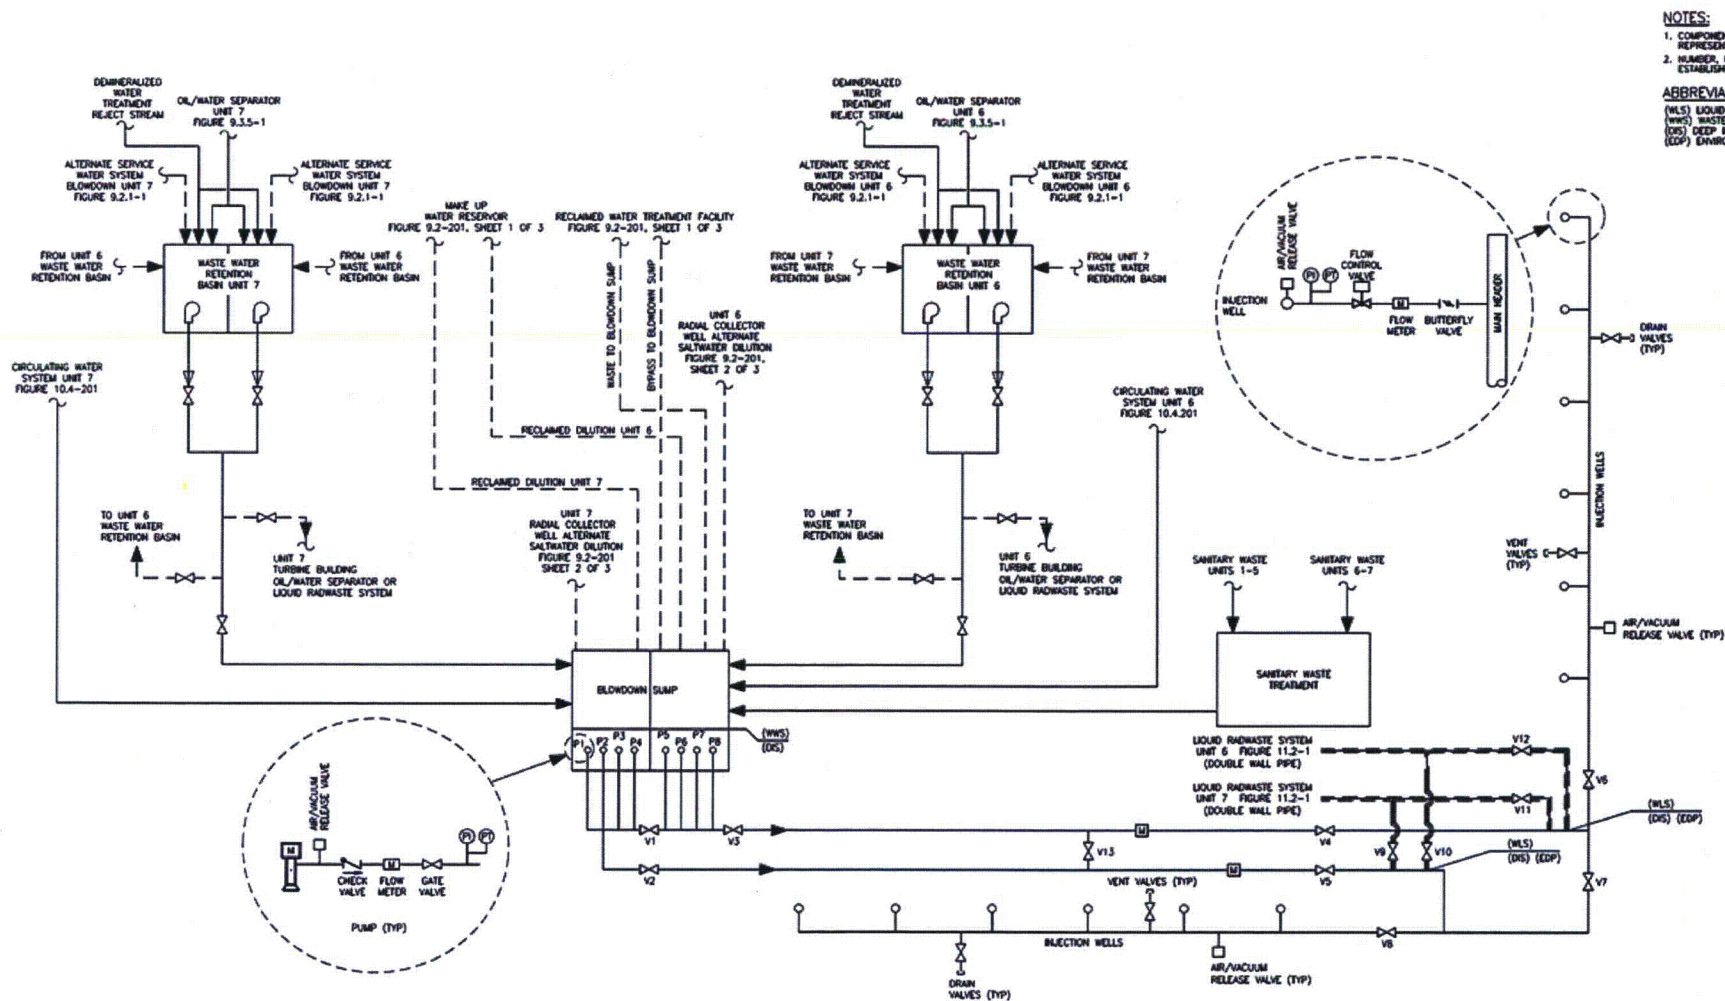 NOTES:
1. COMPONEN
REPRESEN
2. NUMBER,
ESTABLISH
ABBREVIA
(WLS) LIQUID
(WWS) WASTE
(DIS) DEEP
(EDP) ENVIRO
DEMINERALIZED
WATER
TREATMENT
REJECT STREAM
OIL/WATER SEPARATOR
UNIT 7
FIGURE 9.3.5-1
ALTERNATE SERVICE
WATER SYSTEM
BLOWDOWN UNIT 7
FIGURE 9.2.1-1
ALTERNATE SERVICE
WATER SYSTEM
BLOWDOWN UNIT 7
FIGURE 9.2.1-1
FROM UNIT 6
WASTE WATER
RETENTION BASIN
WASTE WATER
RETENTION
BASIN UNIT 7
FROM UNIT 6
WASTE WATER
RETENTION BASIN
MAKE UP
WATER RESERVOIR
FIGURE 9.2-201, SHEET 1 OF 3
RECLAIMED WATER TREATMENT FACILITY
FIGURE 9.2-201, SHEET 1 OF 3
DEMINERALIZED
WATER
TREATMENT
REJECT STREAM
OIL/WATER SEPARATOR
UNIT 6
FIGURE 9.3.5-1
ALTERNATE SERVICE
WATER SYSTEM
BLOWDOWN UNIT 6
FIGURE 9.2.1-1
ALTERNATE SERVICE
WATER SYSTEM
BLOWDOWN UNIT 6
FIGURE 9.2.1-1
FROM UNIT 7
WASTE WATER
RETENTION BASIN
WASTE WATER
RETENTION
BASIN UNIT 6
FROM UNIT 7
WASTE WATER
RETENTION BASIN
AIR/VACUUM
RELEASE VALVE
PI
PT
FLOW
CONTROL
VALVE
INJECTION
WELL
M
FLOW
METER
BUTTERFLY
VALVE
MAIN HEADER
DRAIN
VALVES
(TYP)
CIRCULATING WATER
SYSTEM UNIT 7
FIGURE 10.4-201
WASTE TO BLOWDOWN SUMP
BYPASS TO BLOWDOWN SUMP
UNIT 6
RADIAL COLLECTOR
WELL ALTERNATE
SALTWATER DILUTION
FIGURE 9.2-201,
SHEET 2 OF 3
CIRCULATING WATER
SYSTEM UNIT 6
FIGURE 10.4.201
RECLAIMED DILUTION UNIT 6
RECLAIMED DILUTION UNIT 7
INJECTION WELLS
TO UNIT 6
WASTE WATER
RETENTION BASIN
UNIT 7
TURBINE BUILDING
OIL/WATER SEPARATOR OR
LIQUID RADWASTE SYSTEM
UNIT 7
RADIAL COLLECTOR
WELL ALTERNATE
SALTWATER DILUTION
FIGURE 9.2-201
SHEET 2 OF 3
TO UNIT 7
WASTE WATER
RETENTION BASIN
UNIT 6
TURBINE BUILDING
OIL/WATER SEPARATOR OR
LIQUID RADWASTE SYSTEM
SANITARY WASTE
UNITS 1-5
SANITARY WASTE
UNITS 6-7
VENT
VALVES
(TYP)
AIR/VACUUM
RELEASE VALVE (TYP)
BLOWDOWN SUMP
SANITARY WASTE
TREATMENT
P1
P2
P3
P4
P5
P6
P7
P8
(WWS)
(DIS)
LIQUID RADWASTE SYSTEM
UNIT 6 FIGURE 11.2-1
(DOUBLE WALL PIPE)
V12
V6
LIQUID RADWASTE SYSTEM
UNIT 7 FIGURE 11.2-1
(DOUBLE WALL PIPE)
V11
(WLS)
(DIS) (EDP)
V1
V3
M
V4
V13
V9
V10
(WLS)
(DIS) (EDP)
V2
M
V5
V7
AIR/VACUUM
RELEASE VALVE
M
PI
PT
CHECK
VALVE
M
FLOW
METER
GATE
VALVE
PUMP (TYP)
VENT VALVES (TYP)
INJECTION WELLS
V8
DRAIN
VALVES (TYP)
AIR/VACUUM
RELEASE VALVE (TYP)